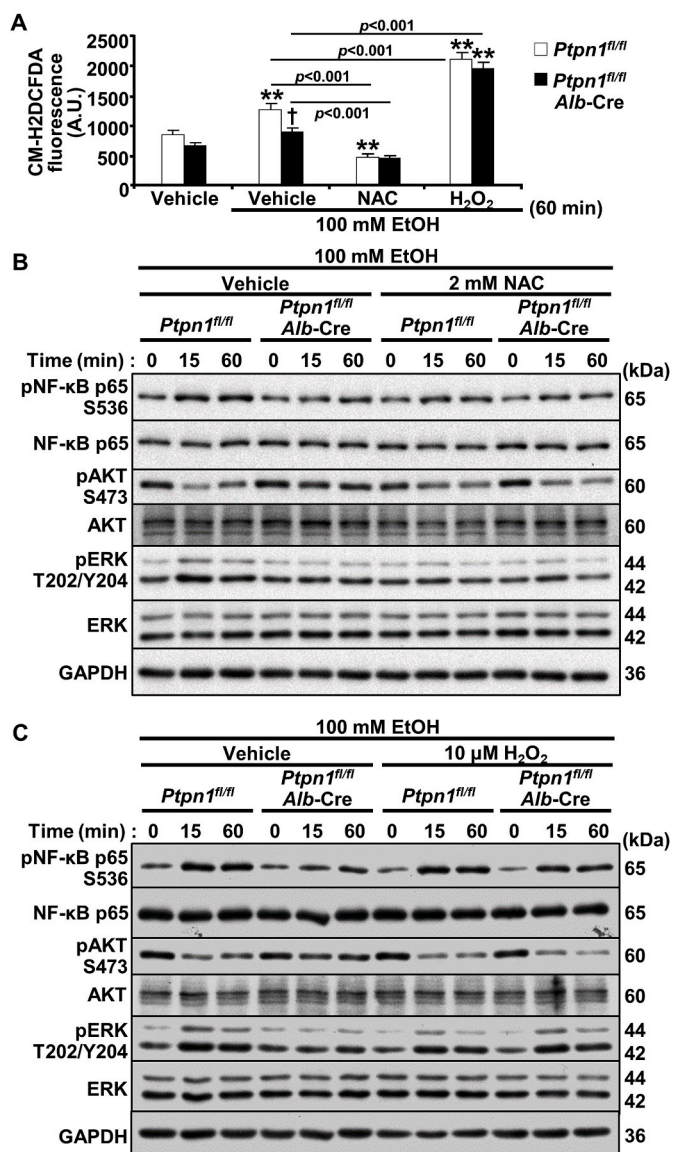 A
CM-H2DCFDA
fluorescence
(A.U.)
2500
2000
1500
1000
500
0
p<0.001
p<0.001
p<0.001
p<0.001
**
†
**
**
**
Ptpn1fl/fl
Ptpn1fl/fl
Alb-Cre
Vehicle Vehicle NAC H2O2
100 mM EtOH
(60 min)
B
100 mM EtOH
Vehicle 2 mM NAC
Ptpn1fl/fl Ptpn1fl/fl Alb-Cre Ptpn1fl/fl Ptpn1fl/fl Alb-Cre
Time (min) : 0 15 60 0 15 60 0 15 60 0 15 60 (kDa)
pNF-κB p65 S536 65
NF-κB p65 65
pAKT S473 60
AKT 60
pERK 44
T202/Y204 42
ERK 44
42
GAPDH 36
C
100 mM EtOH
Vehicle 10 µM H2O2
Ptpn1fl/fl Ptpn1fl/fl Alb-Cre Ptpn1fl/fl Ptpn1fl/fl Alb-Cre
Time (min) : 0 15 60 0 15 60 0 15 60 0 15 60 (kDa)
pNF-κB p65 S536 65
NF-κB p65 65
pAKT S473 60
AKT 60
pERK 44
T202/Y204 42
ERK 44
42
GAPDH 36